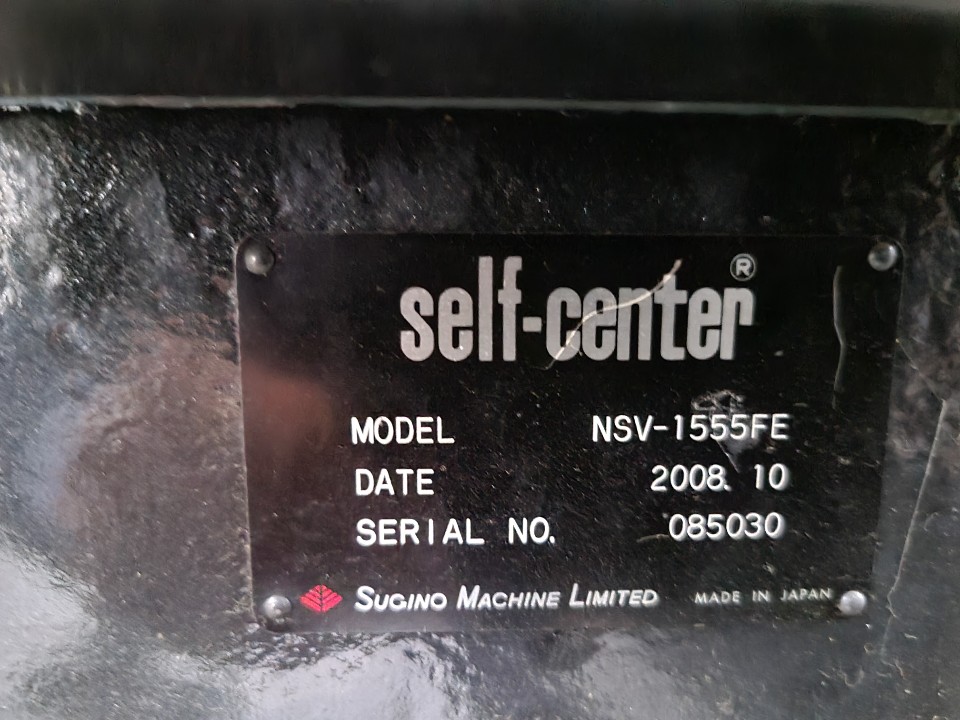 self-center®
MODEL NSV-1555FE
DATE 2008. 10
SERIAL NO. 085030
SUGINO MACHINE LIMITED MADE IN JAPAN